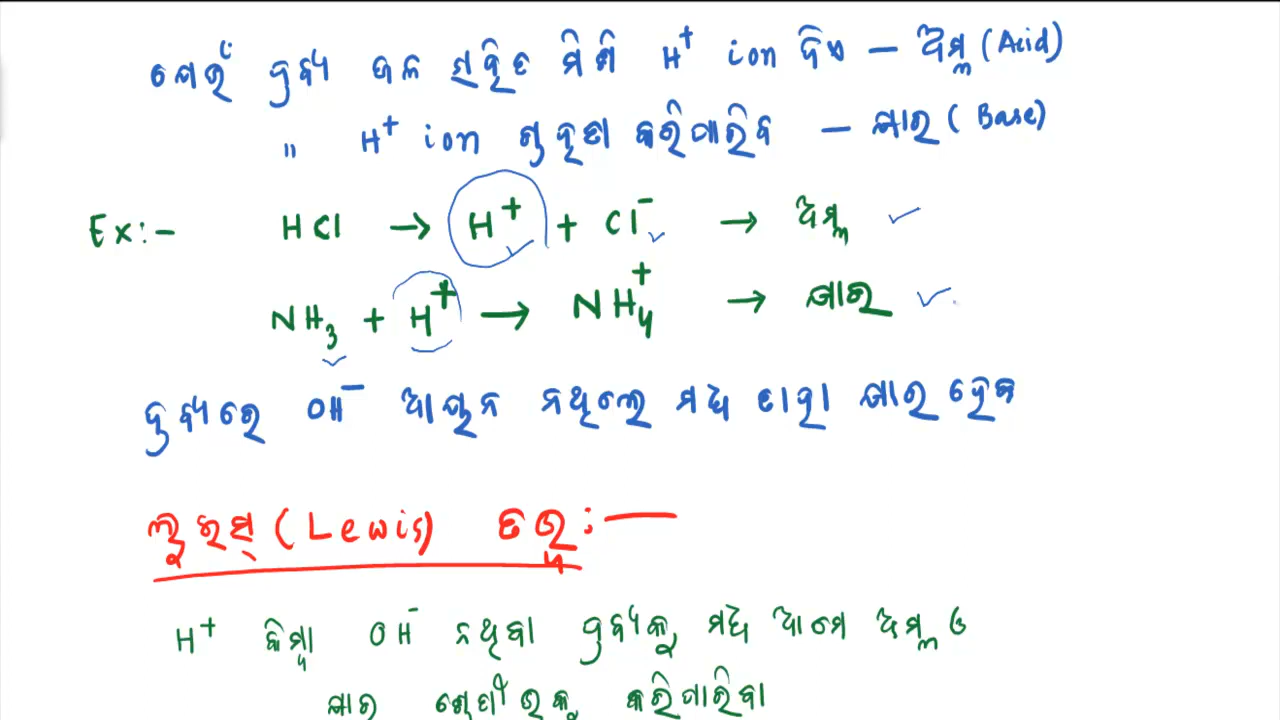 ଯେଉଁ ଦ୍ରବ୍ୟ ଜଳ ସହିତ ମିଶି H⁺ ion ଦିଏ — ଅମ୍ଳ (Acid)
" H⁺ ion ଗ୍ରହଣ କରିପାରିବ — କ୍ଷାର (Base)
Ex:- HCl → H⁺ + Cl⁻ → ଅମ୍ଳ ✓
NH₃ + H⁺ → NH₄⁺ → କ୍ଷାର ✓
ଦ୍ରବ୍ୟରେ OH⁻ ଆୟନ ନଥିଲେ ମଧ୍ୟ ତାହା କ୍ଷାର ହେବ
ଲୁଇସ୍ (Lewis) ତତ୍ତ୍ୱ :—
H⁺ କିମ୍ବା OH⁻ ନଥିବା ଦ୍ରବ୍ୟକୁ ମଧ୍ୟ ଆମେ ଅମ୍ଳ ଓ
କ୍ଷାର ଶ୍ରେଣୀଭୁକ୍ତ କରିପାରିବା